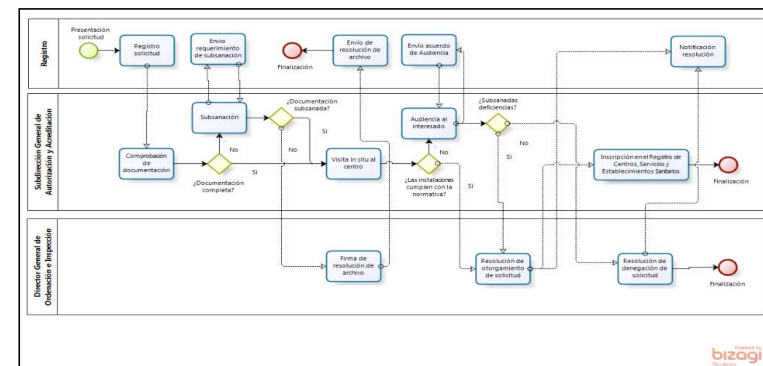 Registro
Presentación
solicitud
Registro
solicitud
Envio
requerimiento
de subsanación
Finalización
Envío de
resolución de
archivo
Envío acuerdo
de Audiencia
Notificación
resolución
Subdirección General de
Autorización y Acreditación
Comprobación
de
documentación
Subsanación
No
¿Documentación
completa?
Si
¿Documentación
subsanada?
Si
No
Visita in situ al
centro
Audiencia al
interesado
No
¿Las instalaciones
cumplen con la
normativa?
Si
¿Subsanadas
deficiencias?
No
Si
Inscripción en el Registro de
Centros, Servicios y
Establecimientos Sanitarios
Finalización
Director General de
Ordenación e Inspección
Firma de
resolución de
archivo
Resolución de
otorgamiento
de solicitud
Resolución de
denegación de
solicitud
Finalización
Powered by
bizagi
Modeler